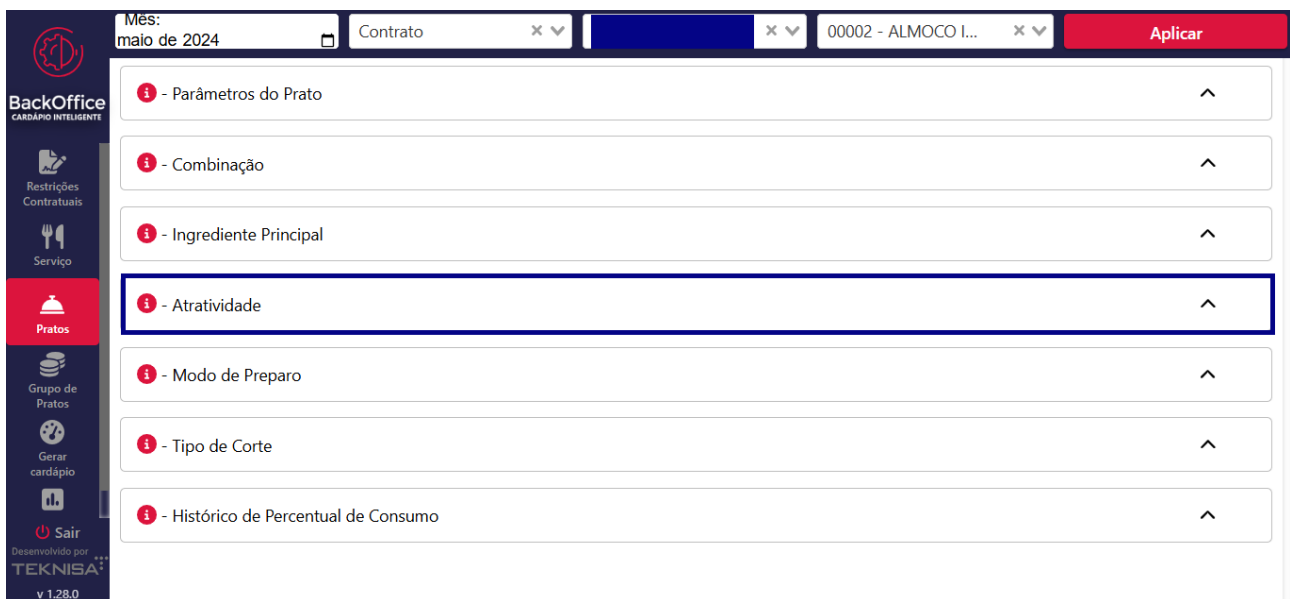 Mês:
maio de 2024
Contrato
00002 - ALMOCO I...
Aplicar
BackOffice
CARDÁPIO INTELIGENTE
Restrições
Contratuais
Serviço
Pratos
Grupo de
Pratos
Gerar
cardápio
Sair
Desenvolvido por
TEKNISA
v 1.28.0
i - Parâmetros do Prato
i - Combinação
i - Ingrediente Principal
i - Atratividade
i - Modo de Preparo
i - Tipo de Corte
i - Histórico de Percentual de Consumo